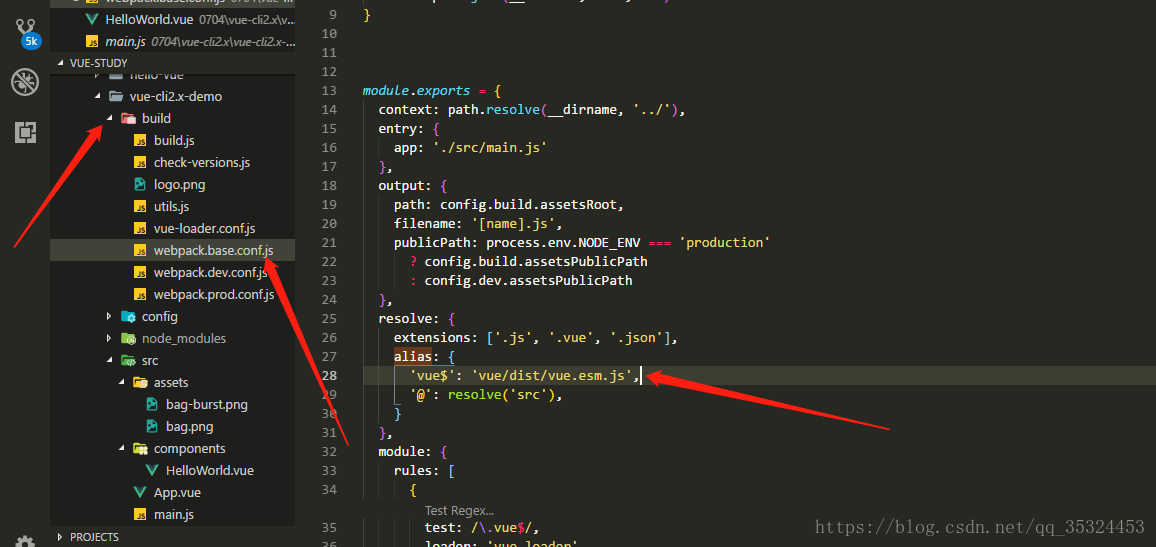 webpack.base.conf.js 0704\vue-cli2.x\...
HelloWorld.vue 0704\vue-cli2.x\v...
main.js 0704\vue-cli2.x\vue-cli2.x-...
5k
VUE-STUDY
hello-vue
vue-cli2.x-demo
build
build.js
check-versions.js
logo.png
utils.js
vue-loader.conf.js
webpack.base.conf.js
webpack.dev.conf.js
webpack.prod.conf.js
config
node_modules
src
assets
bag-burst.png
bag.png
components
HelloWorld.vue
App.vue
main.js
PROJECTS
9 }
10
11
12
13 module.exports = {
14 context: path.resolve(__dirname, '../'),
15 entry: {
16 app: './src/main.js'
17 },
18 output: {
19 path: config.build.assetsRoot,
20 filename: '[name].js',
21 publicPath: process.env.NODE_ENV === 'production'
22 ? config.build.assetsPublicPath
23 : config.dev.assetsPublicPath
24 },
25 resolve: {
26 extensions: ['.js', '.vue', '.json'],
27 alias: {
28 'vue$': 'vue/dist/vue.esm.js',
29 '@': resolve('src'),
30 }
31 },
32 module: {
33 rules: [
34 {
Test Regex...
35 test: /\.vue$/,
36 loader: 'vue-loader'
https://blog.csdn.net/qq_35324453